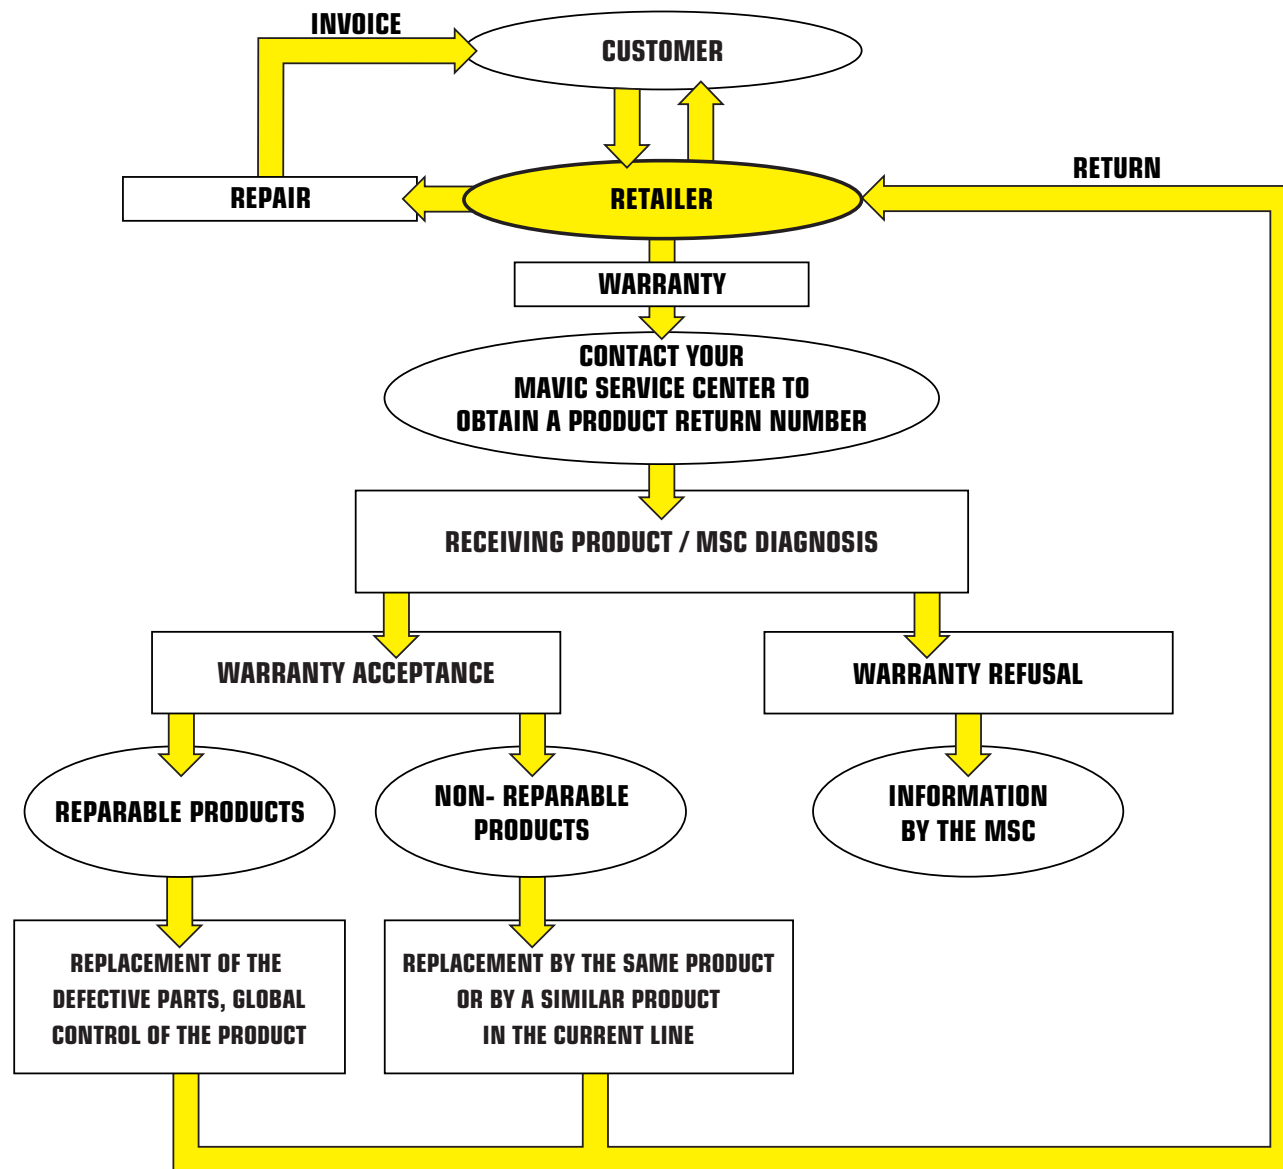 INVOICE
CUSTOMER
RETURN
REPAIR
RETAILER
WARRANTY
CONTACT YOUR
MAVIC SERVICE CENTER TO
OBTAIN A PRODUCT RETURN NUMBER
RECEIVING PRODUCT / MSC DIAGNOSIS
WARRANTY ACCEPTANCE
WARRANTY REFUSAL
REPARABLE PRODUCTS
NON- REPARABLE
PRODUCTS
INFORMATION
BY THE MSC
REPLACEMENT OF THE
DEFECTIVE PARTS, GLOBAL
CONTROL OF THE PRODUCT
REPLACEMENT BY THE SAME PRODUCT
OR BY A SIMILAR PRODUCT
IN THE CURRENT LINE